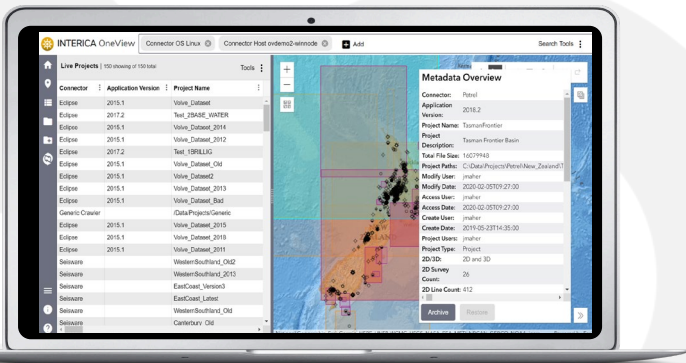 INTERICA OneView
Connector OS Linux
Connector Host ovdemo2-winnode
Add
Search Tools
Live Projects | 150 showing of 150 total
Tools
Connector Application Version Project Name
Eclipse 2015.1 Volve_Dataset
Eclipse 2017.2 Test_2BASE_WATER
Eclipse 2015.1 Volve_Dataset_2014
Eclipse 2015.1 Volve_Dataset_2012
Eclipse 2017.2 Test_1BRILLIG
Eclipse 2015.1 Volve_Dataset_Old
Eclipse 2015.1 Volve_Dataset2
Eclipse 2015.1 Volve_Dataset_2013
Eclipse 2015.1 Volve_Dataset_Bad
Generic Crawler /Data/Projects/Generic
Eclipse 2015.1 Volve_Dataset_2015
Eclipse 2015.1 Volve_Dataset_2018
Eclipse 2015.1 Volve_Dataset_2011
Seisware WesternSouthland_Old2
Seisware WesternSouthland_2013
Seisware EastCoast_Version3
Seisware EastCoast_Latest
Seisware WesternSouthland_Old
Seisware Canterbury_Old
Metadata Overview
Connector: Petrel
Application Version: 2018.2
Project Name: TasmanFrontier
Project Description: Tasman Frontier Basin
Total File Size: 16079948
Project Paths: C:\Data\Projects\Petrel\New_Zealand\T
Modify User: jmaher
Modify Date: 2020-02-05T09:27:00
Access User: jmaher
Access Date: 2020-02-05T09:27:00
Create User: jmaher
Create Date: 2019-05-23T14:35:00
Project Users: jmaher
Project Type: Project
2D/3D: 2D and 3D
2D Survey Count: 26
2D Line Count: 412
Archive
Restore